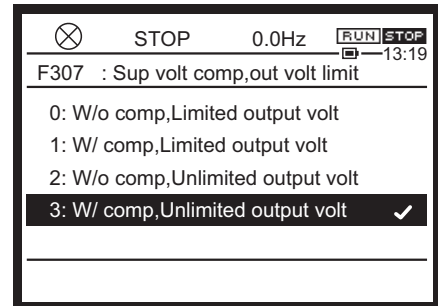 STOP 0.0Hz RUN STOP
13:19
F307 : Sup volt comp,out volt limit
0: W/o comp,Limited output volt
1: W/ comp,Limited output volt
2: W/o comp,Unlimited output volt
3: W/ comp,Unlimited output volt